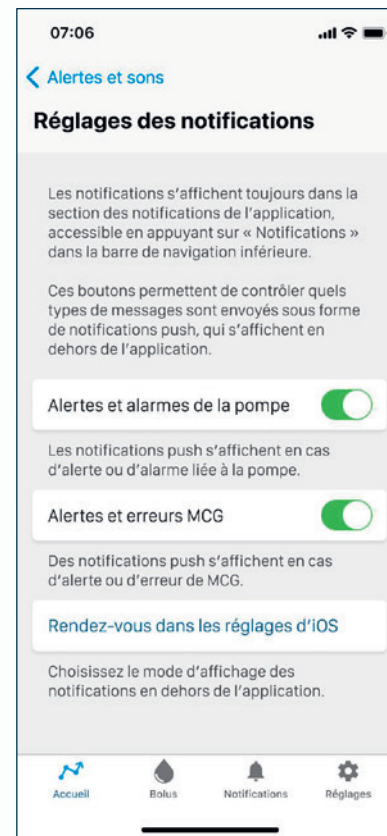 07:06
Alertes et sons
Réglages des notifications
Les notifications s'affichent toujours dans la
section des notifications de l'application,
accessible en appuyant sur « Notifications »
dans la barre de navigation inférieure.
Ces boutons permettent de contrôler quels
types de messages sont envoyés sous forme
de notifications push, qui s'affichent en
dehors de l'application.
Alertes et alarmes de la pompe
Les notifications push s'affichent en cas
d'alerte ou d'alarme liée à la pompe.
Alertes et erreurs MCG
Des notifications push s'affichent en cas
d'alerte ou d'erreur de MCG.
Rendez-vous dans les réglages d'iOS
Choisissez le mode d'affichage des
notifications en dehors de l'application.
Accueil Bolus Notifications Réglages